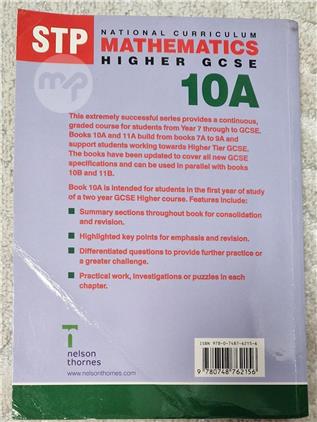 STP
NATIONAL CURRICULUM
MATHEMATICS
HIGHER GCSE
mp
10A
This extremely successful series provides a continuous,
graded course for students from Year 7 through to GCSE.
Books 10A and 11A build from books 7A to 9A and
support students working towards Higher Tier GCSE.
The books have been updated to cover all new GCSE
specifications and can be used in parallel with books
10B and 11B.
Book 10A is intended for students in the first year of study
of a two year GCSE Higher course. Features include:
Summary sections throughout book for consolidation
and revision.
Highlighted key points for emphasis and revision.
Differentiated questions to provide further practice or
a greater challenge.
Practical work, investigations or puzzles in each
chapter.
nelson
thornes
www.nelsonthornes.com
ISBN 978-0-7487-6215-6
9 780748 762156